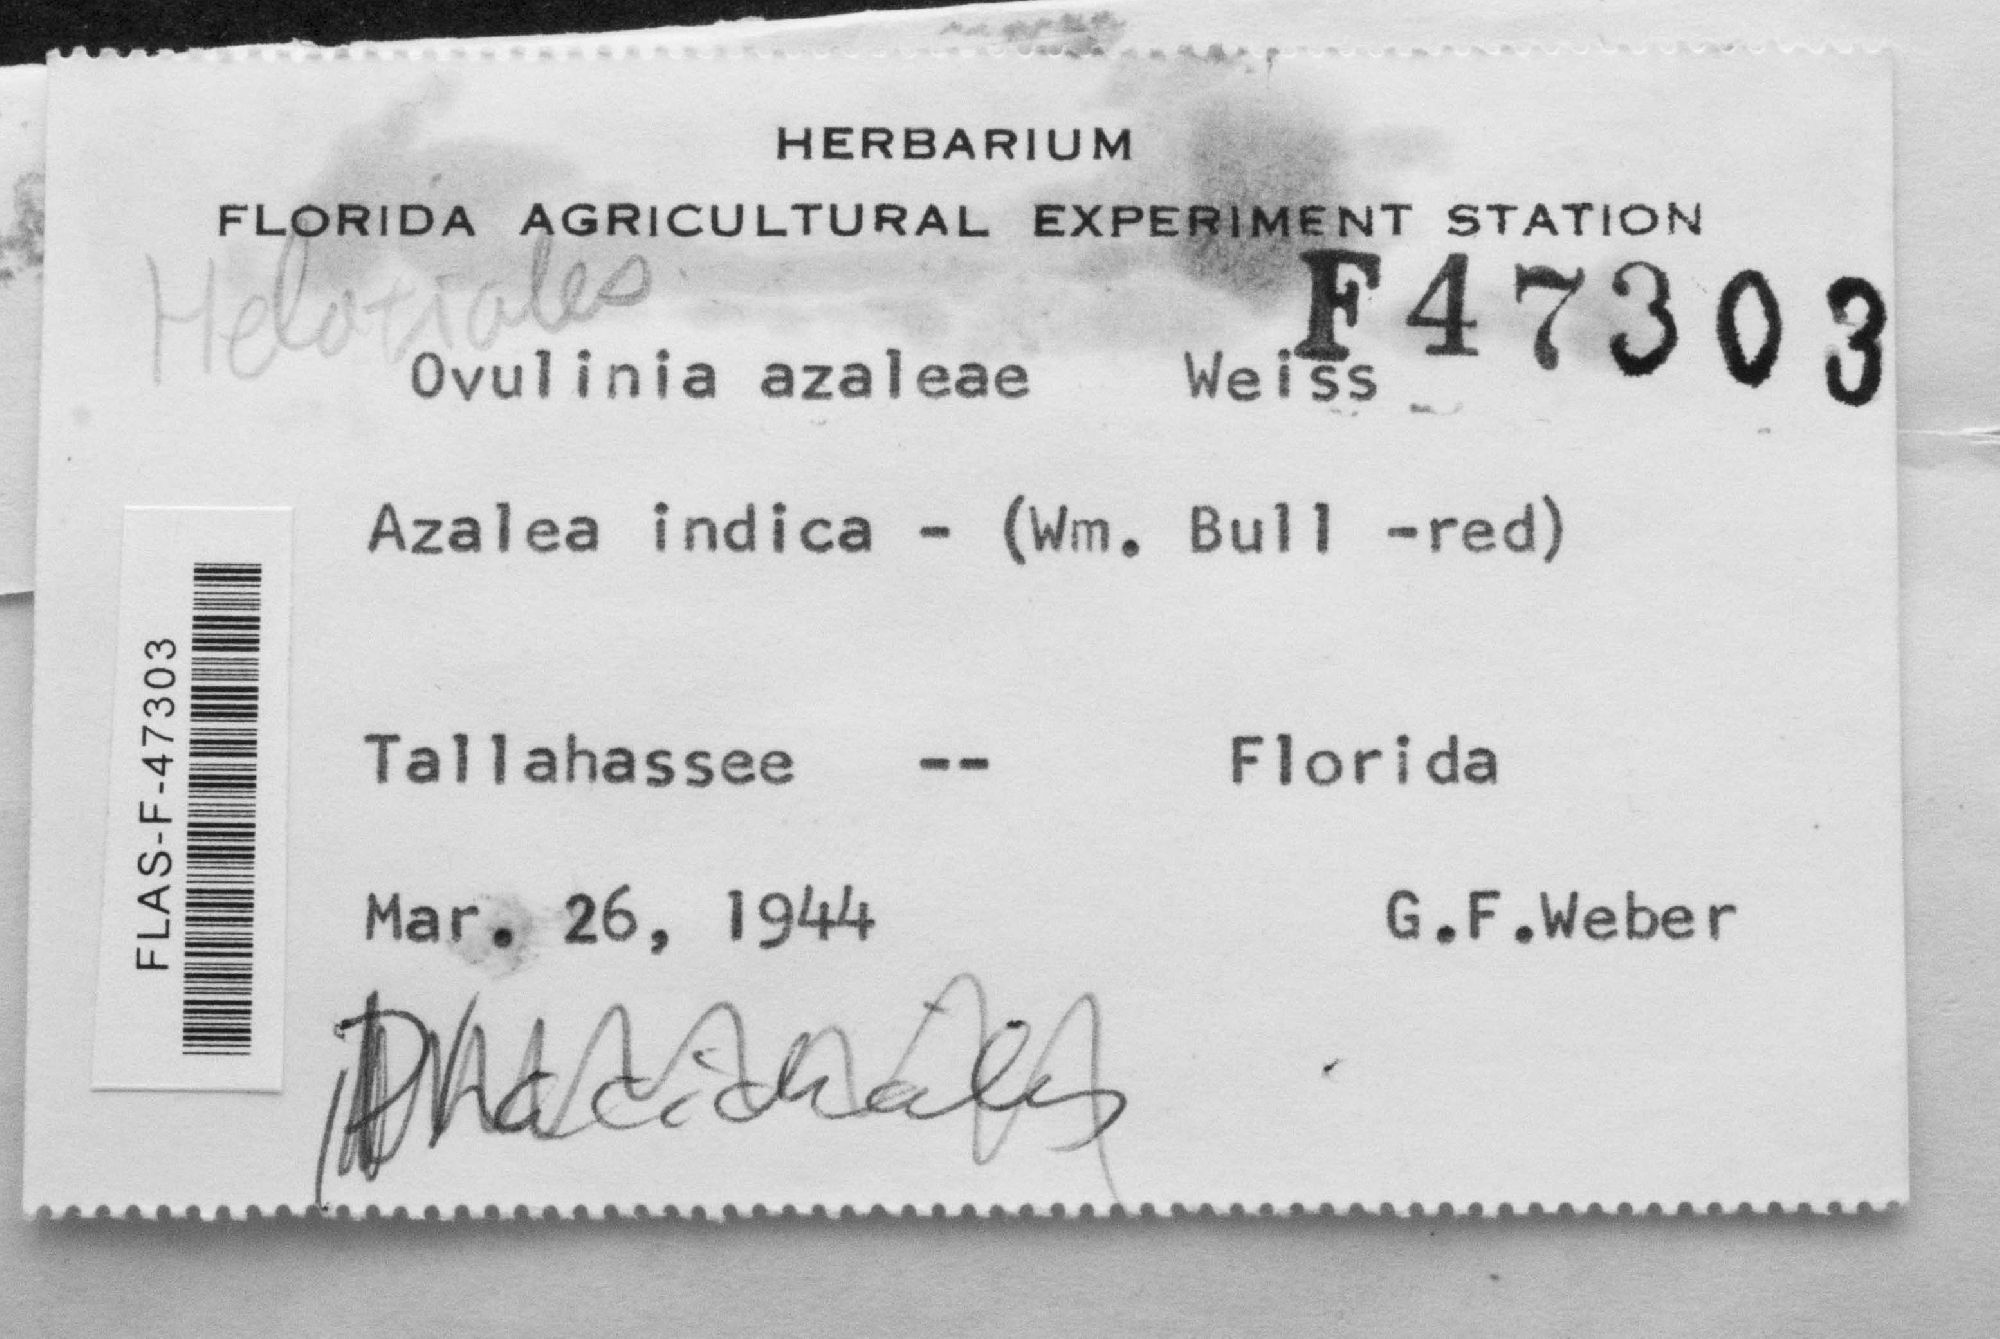 HERBARIUM
FLORIDA AGRICULTURAL EXPERIMENT STATION
F47303
Helotiales
Ovulinia azaleae Weiss
Azalea indica - (Wm. Bull -red)
FLAS-F-47303
Tallahassee -- Florida
Mar. 26, 1944 G.F.Weber
Phacidiales